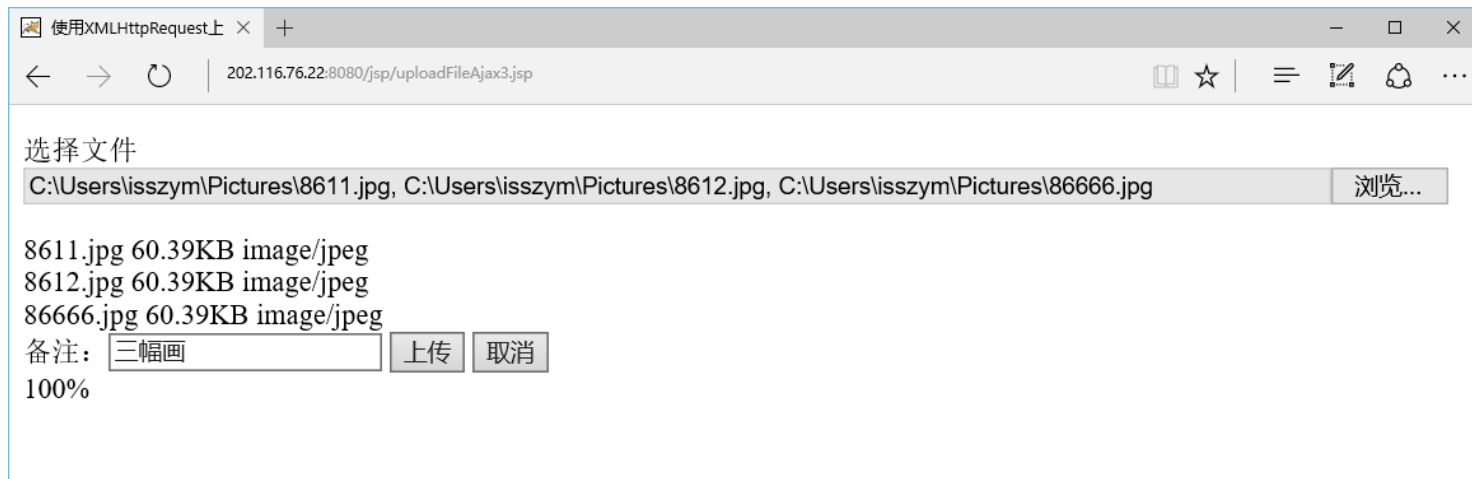 使用XMLHttpRequest上
202.116.76.22:8080/jsp/uploadFileAjax3.jsp
选择文件
C:\Users\isszym\Pictures\8611.jpg, C:\Users\isszym\Pictures\8612.jpg, C:\Users\isszym\Pictures\86666.jpg 浏览...
8611.jpg 60.39KB image/jpeg
8612.jpg 60.39KB image/jpeg
86666.jpg 60.39KB image/jpeg
备注：三幅画 上传 取消
100%